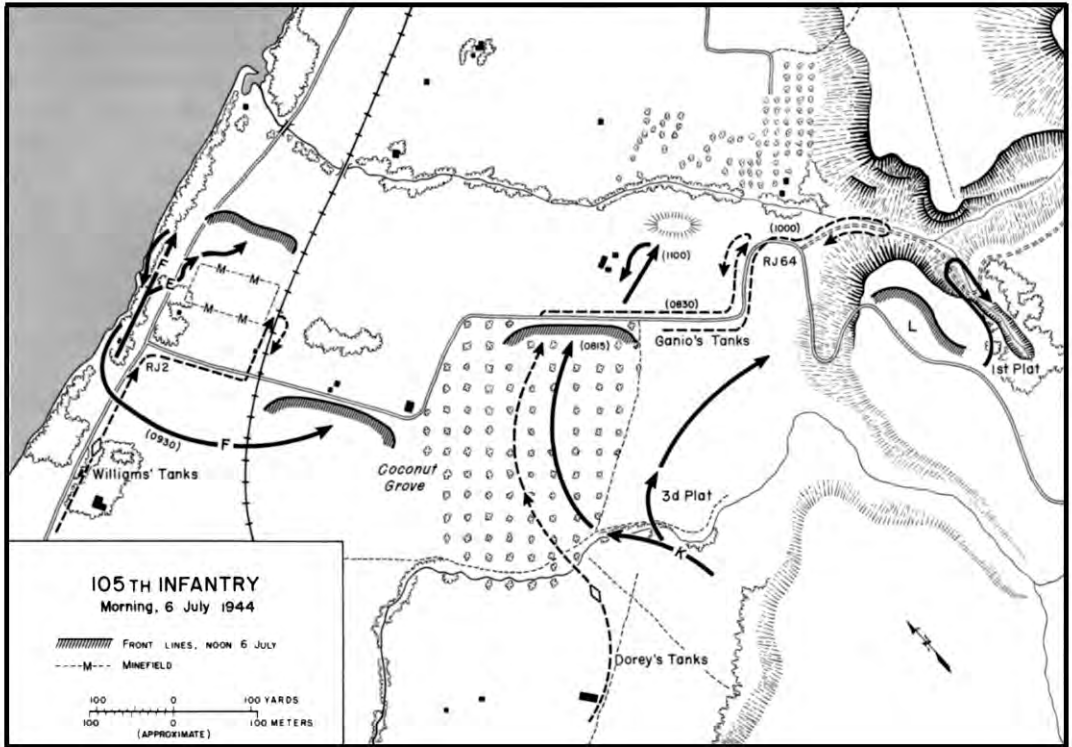 (1000)
RJ 64
(1100)
F
E
M M
(0830)
M M
L
(0815)
Ganio's Tanks
1st Plat
RJ2
(0930)
F
Coconut
Grove
Williams' Tanks
3d Plat
K
105TH INFANTRY
Morning, 6 July 1944
FRONT LINES, NOON 6 JULY
M MINEFIELD
Dorey's Tanks
100 0 100 YARDS
100 0 100 METERS
(APPROXIMATE)
N